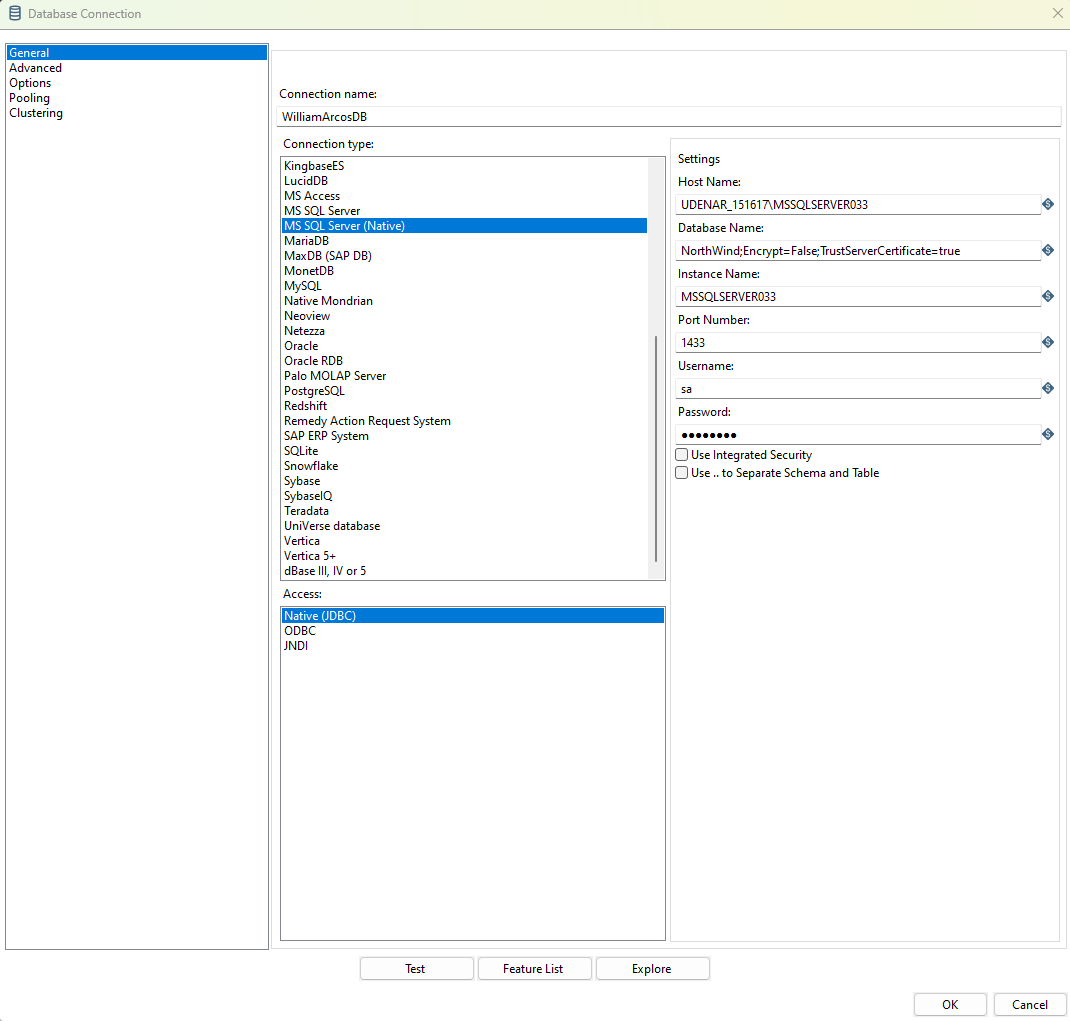 Database Connection
General
Advanced
Options
Pooling
Clustering
Connection name:
WilliamArcosDB
Connection type:
KingbaseES
LucidDB
MS Access
MS SQL Server
MS SQL Server (Native)
MariaDB
MaxDB (SAP DB)
MonetDB
MySQL
Native Mondrian
Neoview
Netezza
Oracle
Oracle RDB
Palo MOLAP Server
PostgreSQL
Redshift
Remedy Action Request System
SAP ERP System
SQLite
Snowflake
Sybase
SybaseIQ
Teradata
UniVerse database
Vertica
Vertica 5+
dBase III, IV or 5
Access:
Native (JDBC)
ODBC
JNDI
Settings
Host Name:
UDENAR_151617\MSSQLSERVER033
Database Name:
NorthWind;Encrypt=False;TrustServerCertificate=true
Instance Name:
MSSQLSERVER033
Port Number:
1433
Username:
sa
Password:
●●●●●●●●
Use Integrated Security
Use .. to Separate Schema and Table
Test
Feature List
Explore
OK
Cancel